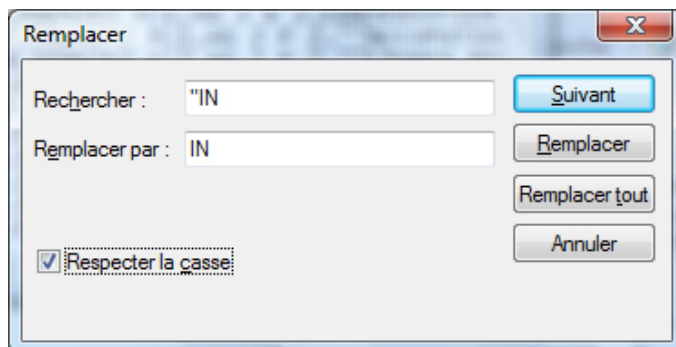 Remplacer
Rechercher : "IN
Suivant
Remplacer par : IN
Remplacer
Remplacer tout
Respecter la casse
Annuler